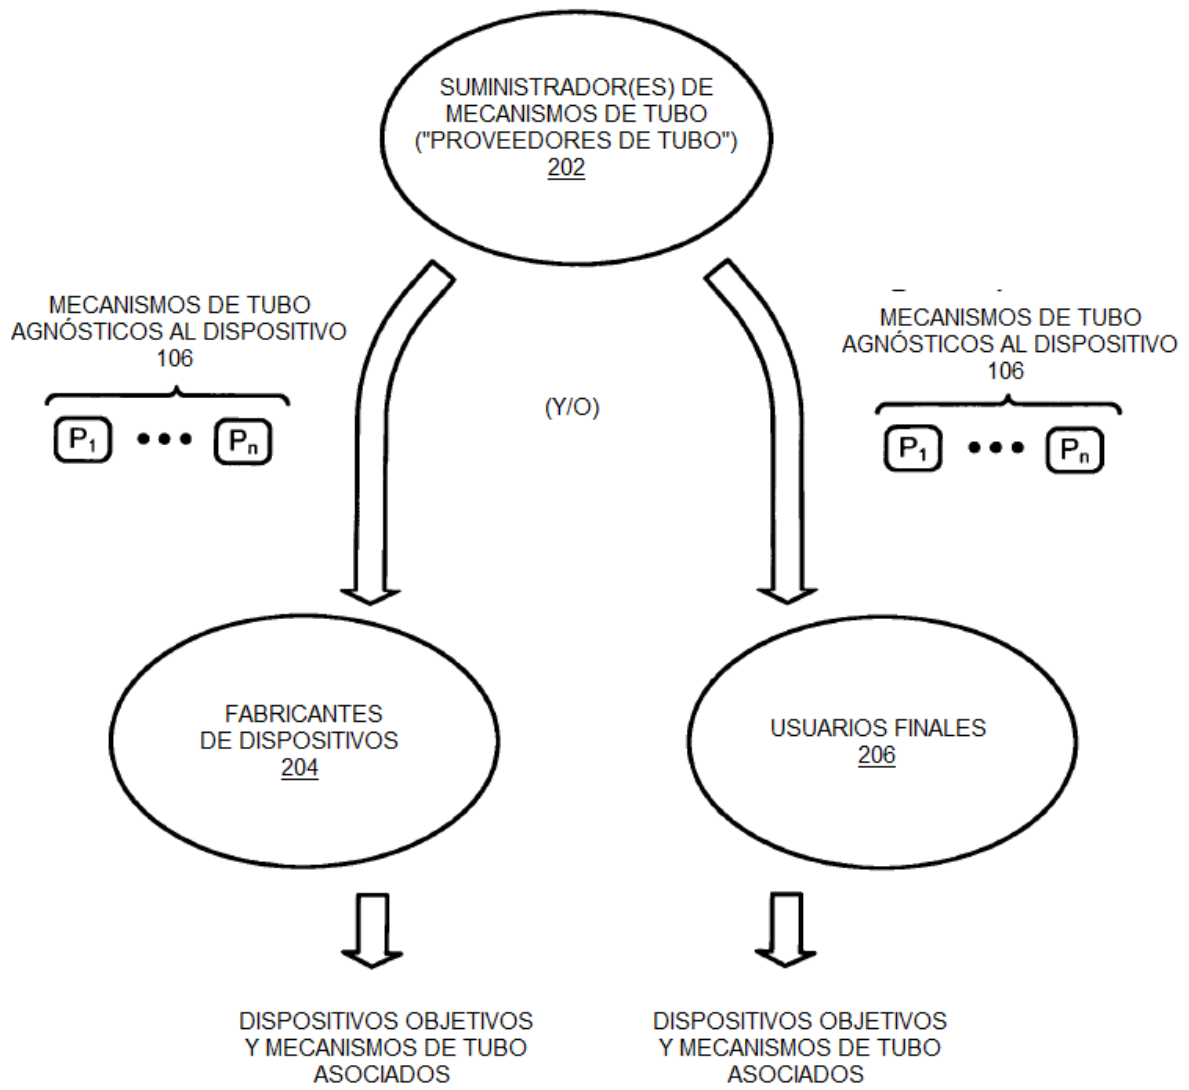 SUMINISTRADOR(ES) DE
MECANISMOS DE TUBO
("PROVEEDORES DE TUBO")
202
MECANISMOS DE TUBO
AGNÓSTICOS AL DISPOSITIVO
106
P1 ••• Pn
(Y/O)
MECANISMOS DE TUBO
AGNÓSTICOS AL DISPOSITIVO
106
P1 ••• Pn
FABRICANTES
DE DISPOSITIVOS
204
USUARIOS FINALES
206
DISPOSITIVOS OBJETIVOS
Y MECANISMOS DE TUBO
ASOCIADOS
DISPOSITIVOS OBJETIVOS
Y MECANISMOS DE TUBO
ASOCIADOS